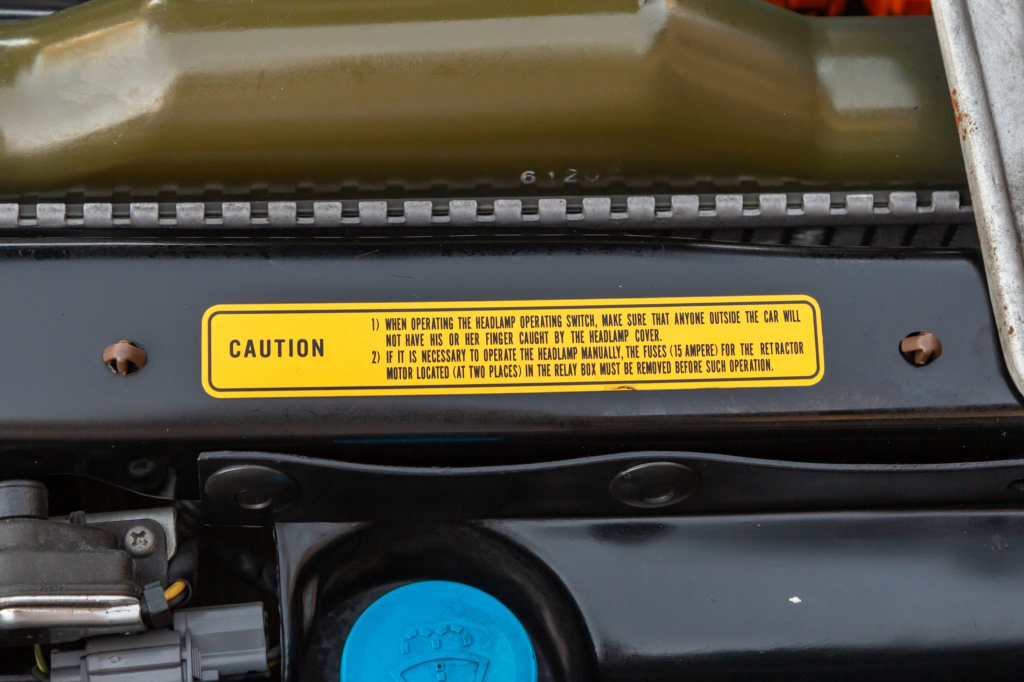 CAUTION
1) WHEN OPERATING THE HEADLAMP OPERATING SWITCH, MAKE SURE THAT ANYONE OUTSIDE THE CAR WILL
NOT HAVE HIS OR HER FINGER CAUGHT BY THE HEADLAMP COVER.
2) IF IT IS NECESSARY TO OPERATE THE HEADLAMP MANUALLY, THE FUSES (15 AMPERE) FOR THE RETRACTOR
MOTOR LOCATED (AT TWO PLACES) IN THE RELAY BOX MUST BE REMOVED BEFORE SUCH OPERATION.